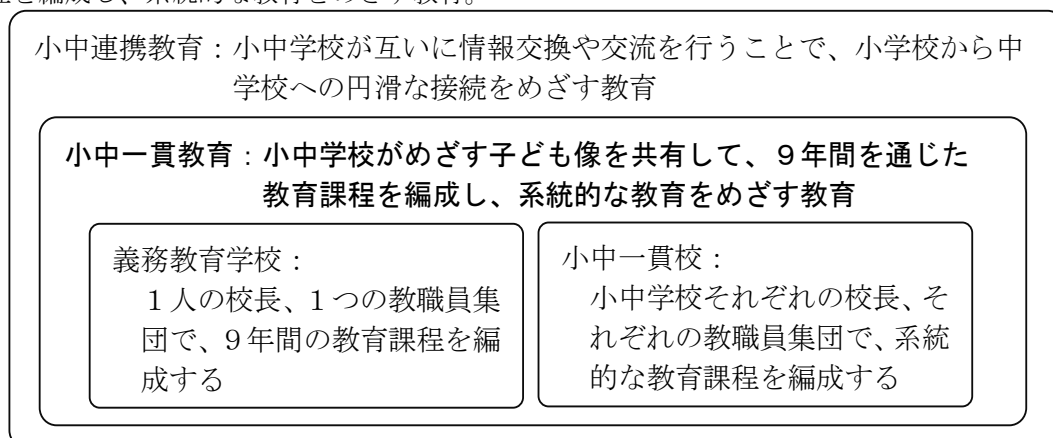 を編成し、系統的な教育をめざす教育。
小中連携教育：小中学校が互いに情報交換や交流を行うことで、小学校から中
学校への円滑な接続をめざす教育
小中一貫教育：小中学校がめざす子ども像を共有して、９年間を通じた
教育課程を編成し、系統的な教育をめざす教育
義務教育学校：
１人の校長、１つの教職員集
団で、９年間の教育課程を編
成する
小中一貫校：
小中学校それぞれの校長、そ
れぞれの教職員集団で、系統
的な教育課程を編成する